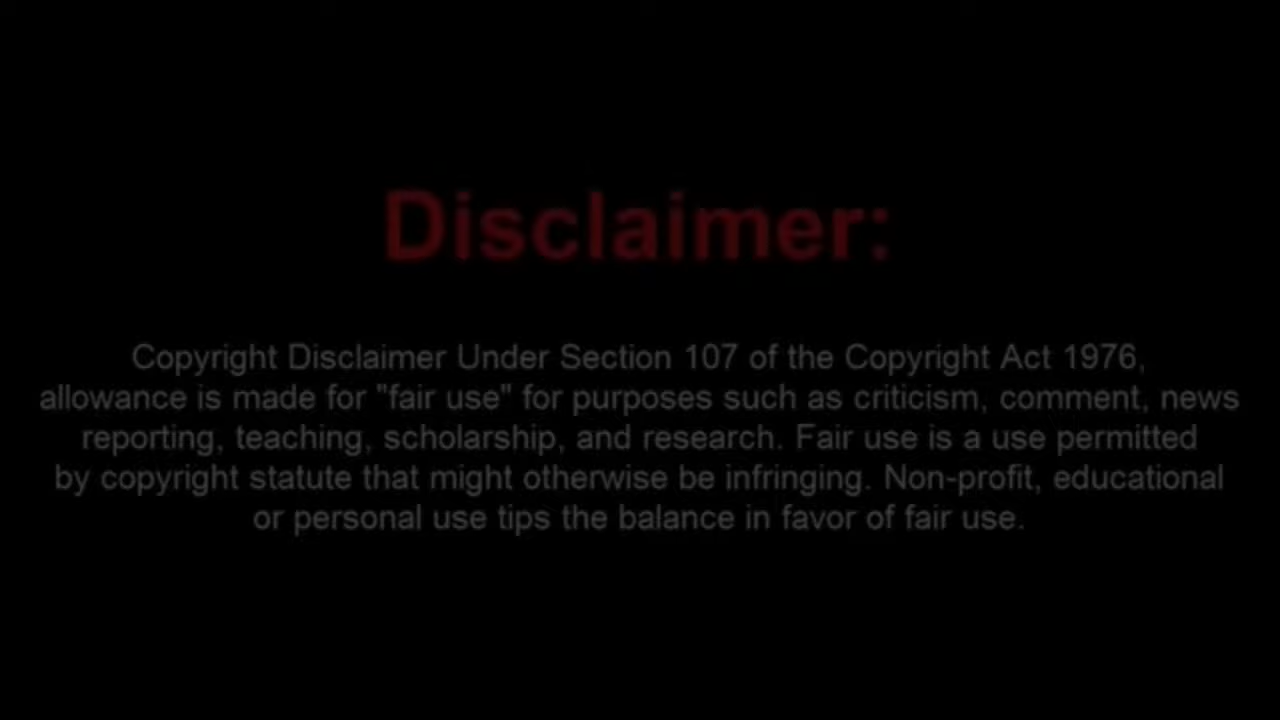 Disclaimer:
Copyright Disclaimer Under Section 107 of the Copyright Act 1976,
allowance is made for "fair use" for purposes such as criticism, comment, news
reporting, teaching, scholarship, and research. Fair use is a use permitted
by copyright statute that might otherwise be infringing. Non-profit, educational
or personal use tips the balance in favor of fair use.